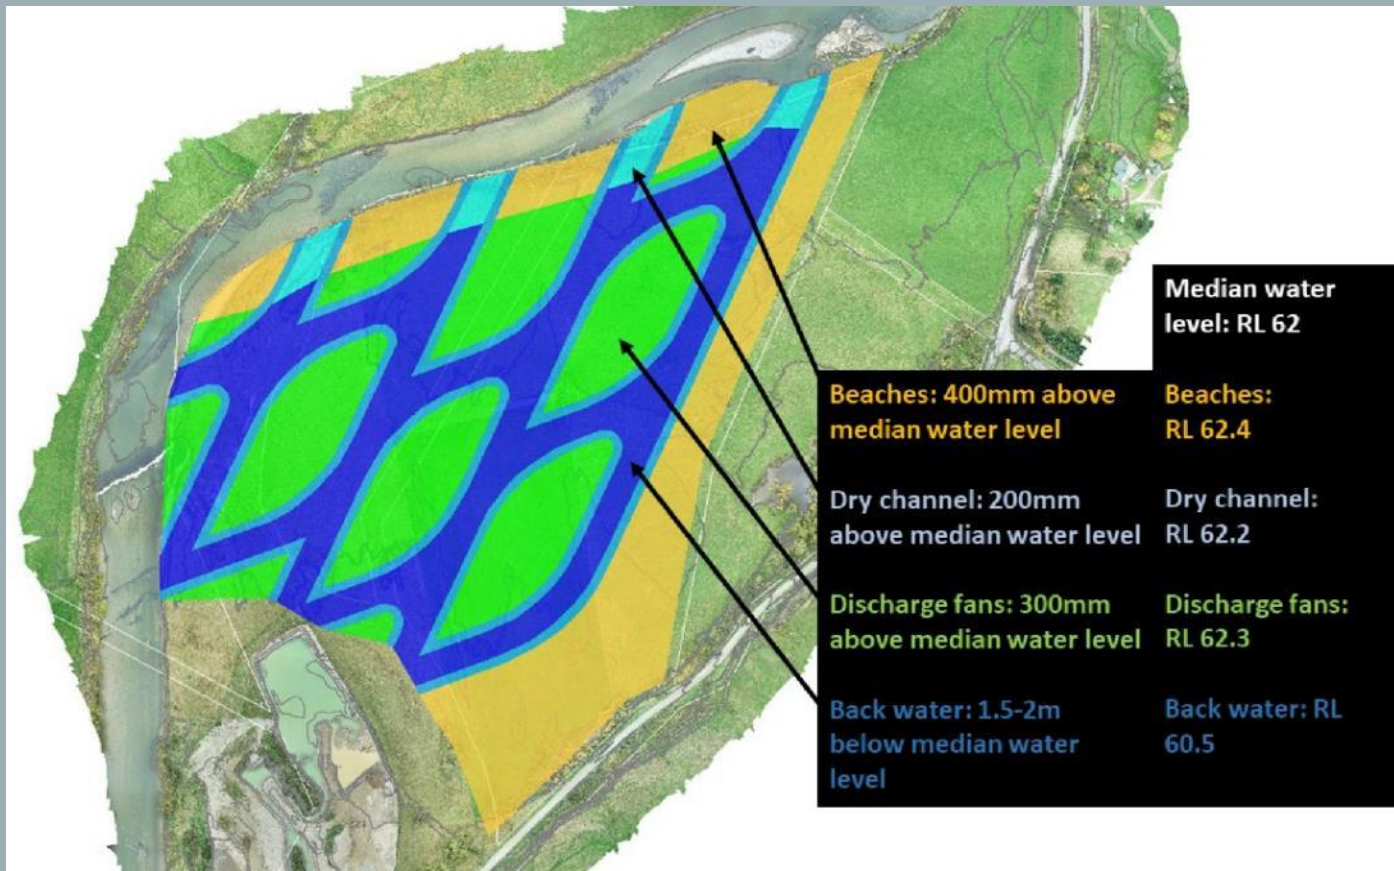 Median water
level: RL 62
Beaches: 400mm above
median water level
Beaches:
RL 62.4
Dry channel: 200mm
above median water level
Dry channel:
RL 62.2
Discharge fans: 300mm
above median water level
Discharge fans:
RL 62.3
Back water: 1.5-2m
below median water
level
Back water: RL
60.5